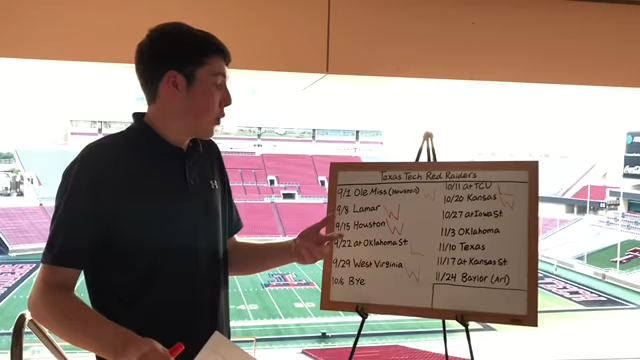 Texas Tech Red Raiders
9/1 Ole Miss (Houston) W
9/8 Lamar W
9/15 Houston W
9/22 at Oklahoma St. L
9/29 West Virginia W
10/6 Bye
10/11 at TCU L
10/20 Kansas W
10/27 at Iowa St
11/3 Oklahoma
11/10 Texas
11/17 at Kansas St
11/24 Baylor (Arl)